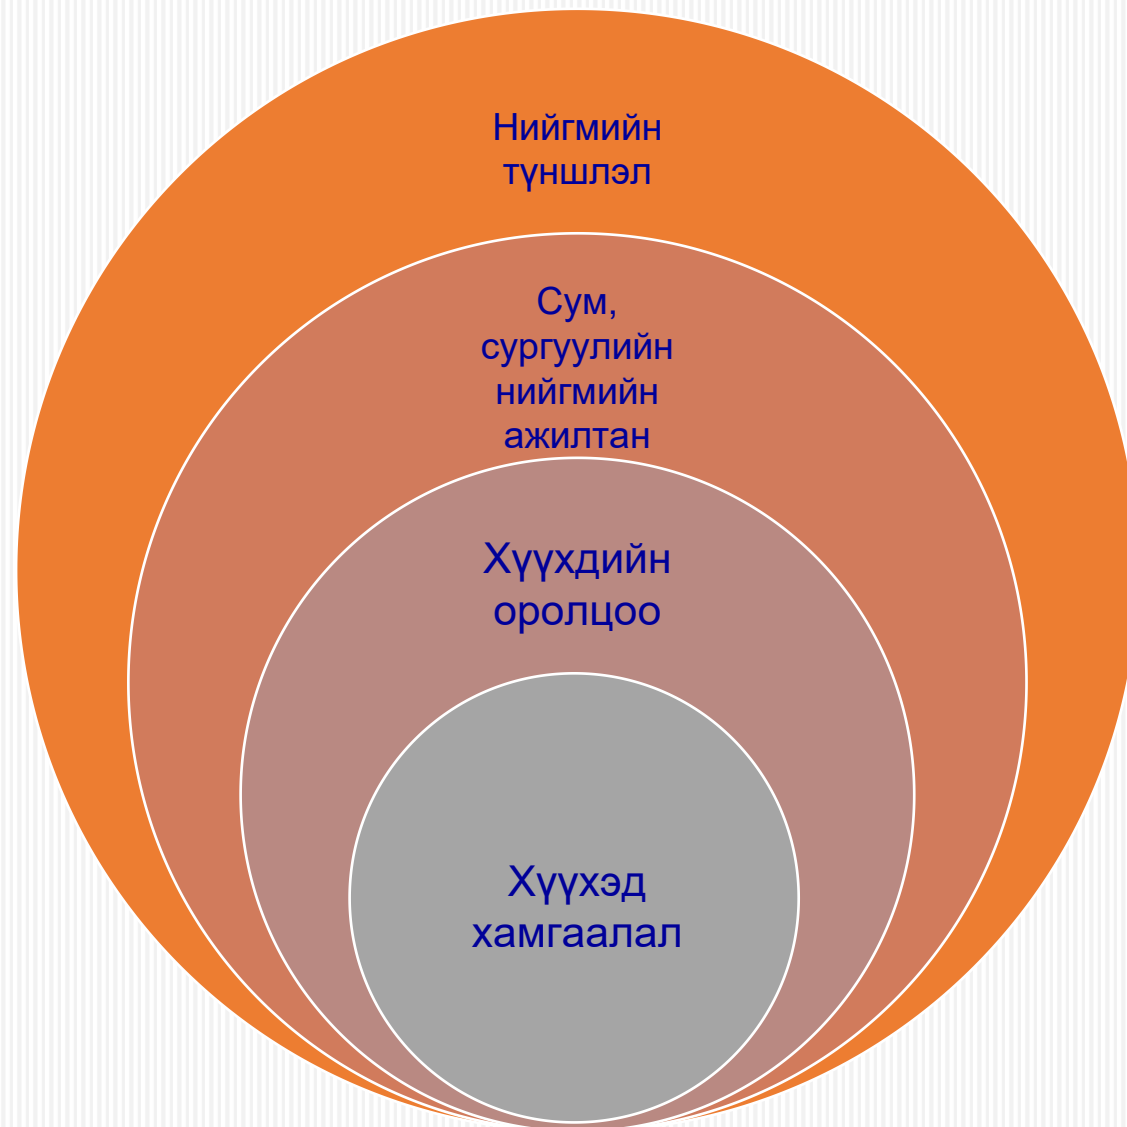 Нийгмийн
түншлэл
Сум,
сургуулийн
нийгмийн
ажилтан
Хүүхдийн
оролцоо
Хүүхэд
хамгаалал